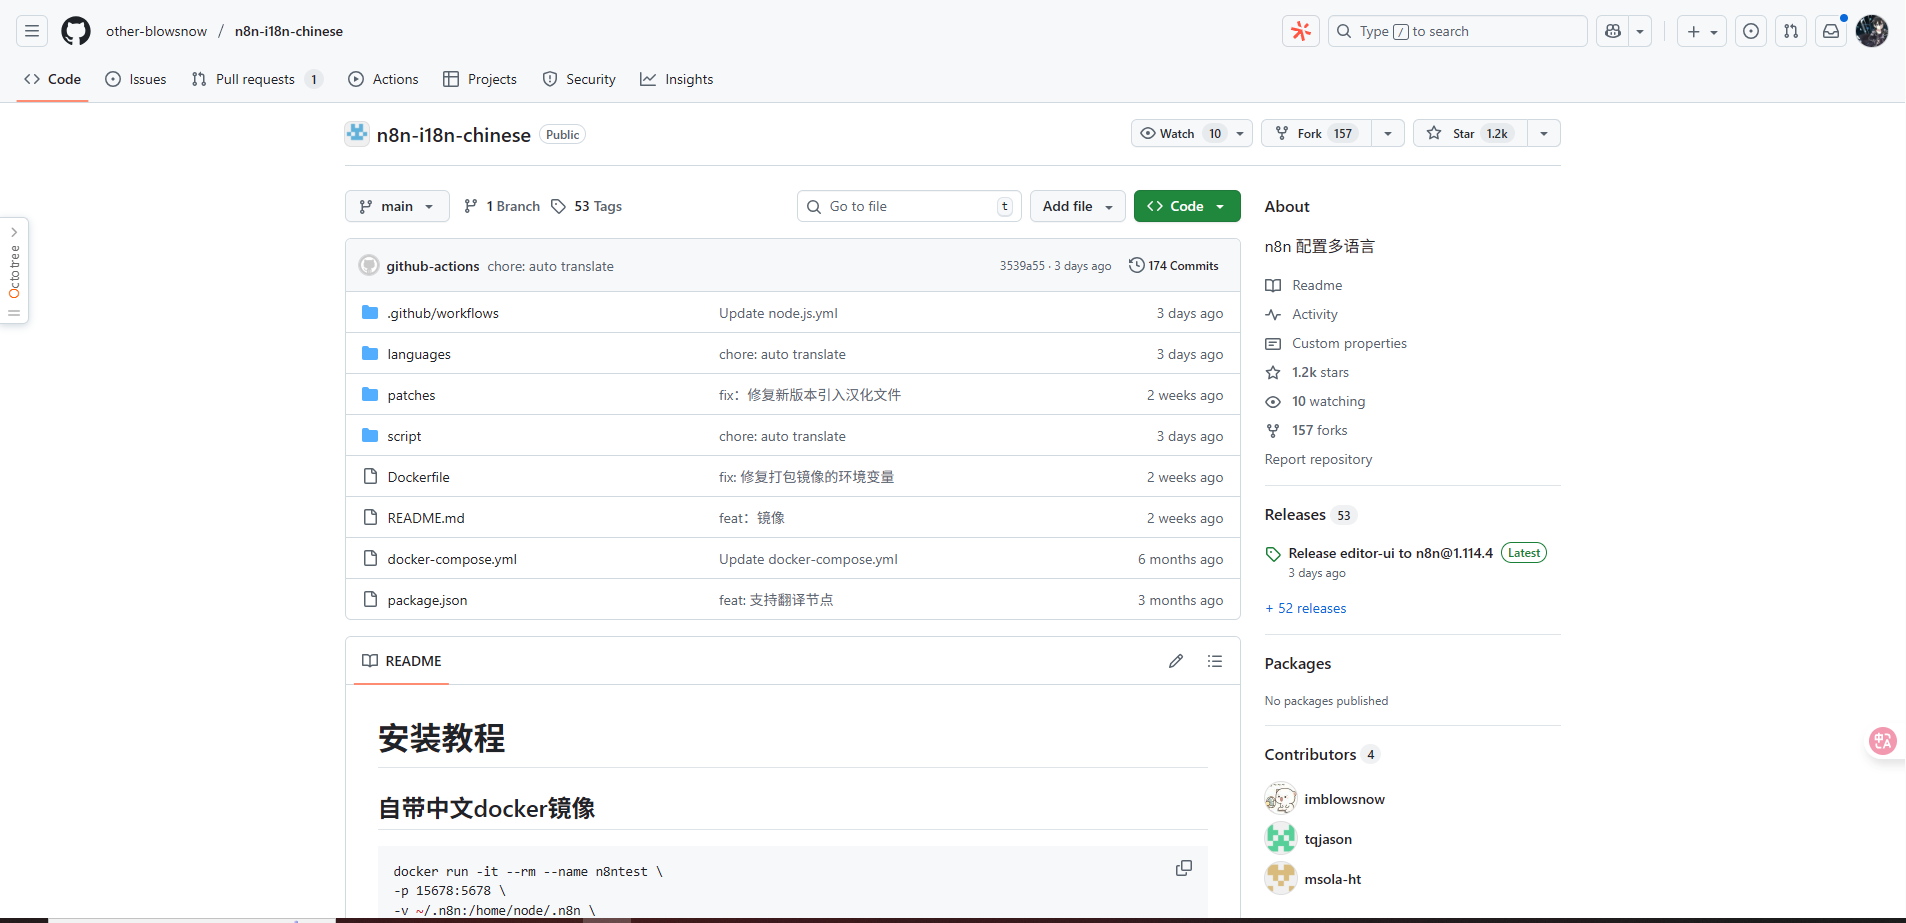 other-blowsnow / n8n-i18n-chinese
Type / to search
Code Issues Pull requests 1 Actions Projects Security Insights
n8n-i18n-chinese Public
Watch 10 Fork 157 Star 1.2k
main 1 Branch 53 Tags Go to file t Add file Code
github-actions chore: auto translate 3539a55 · 3 days ago 174 Commits
.github/workflows Update node.js.yml 3 days ago
languages chore: auto translate 3 days ago
patches fix：修复新版本引入汉化文件 2 weeks ago
script chore: auto translate 3 days ago
Dockerfile fix: 修复打包镜像的环境变量 2 weeks ago
README.md feat：镜像 2 weeks ago
docker-compose.yml Update docker-compose.yml 6 months ago
package.json feat: 支持翻译节点 3 months ago
README
安装教程
自带中文docker镜像
docker run -it --rm --name n8ntest \
-p 15678:5678 \
-v ~/.n8n:/home/node/.n8n \
About
n8n 配置多语言
Readme
Activity
Custom properties
1.2k stars
10 watching
157 forks
Report repository
Releases 53
Release editor-ui to n8n@1.114.4 Latest
3 days ago
+ 52 releases
Packages
No packages published
Contributors 4
imblowsnow
tqjason
msola-ht
Octotree
中A